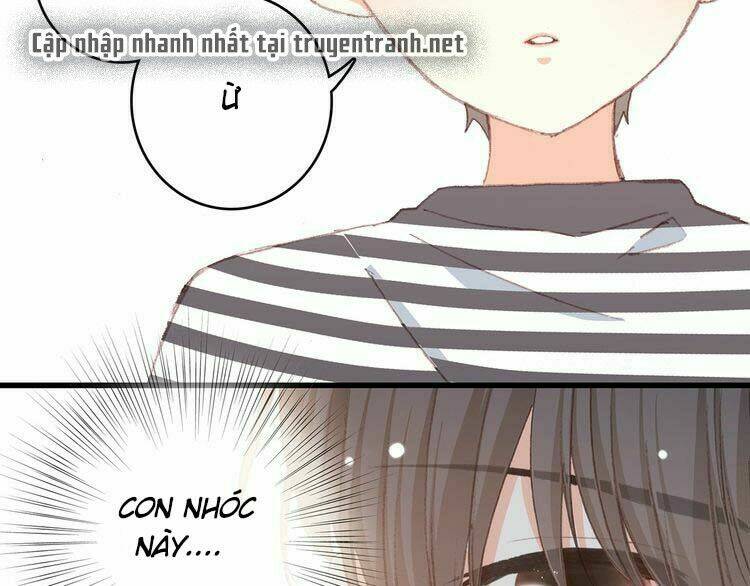 Cập nhập nhanh nhất tại truyentranh.net
Ừ
CON NHÓC
NÀY....